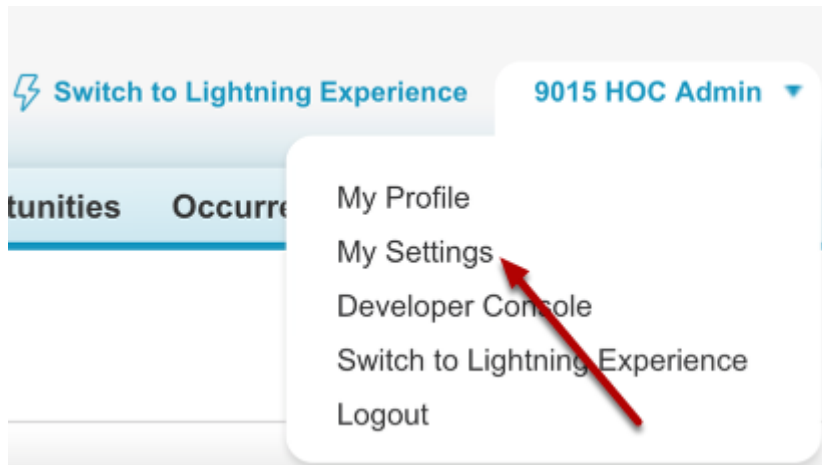 Switch to Lightning Experience 9015 HOC Admin
My Profile
tunities Occurre
My Settings
Developer Console
Switch to Lightning Experience
Logout